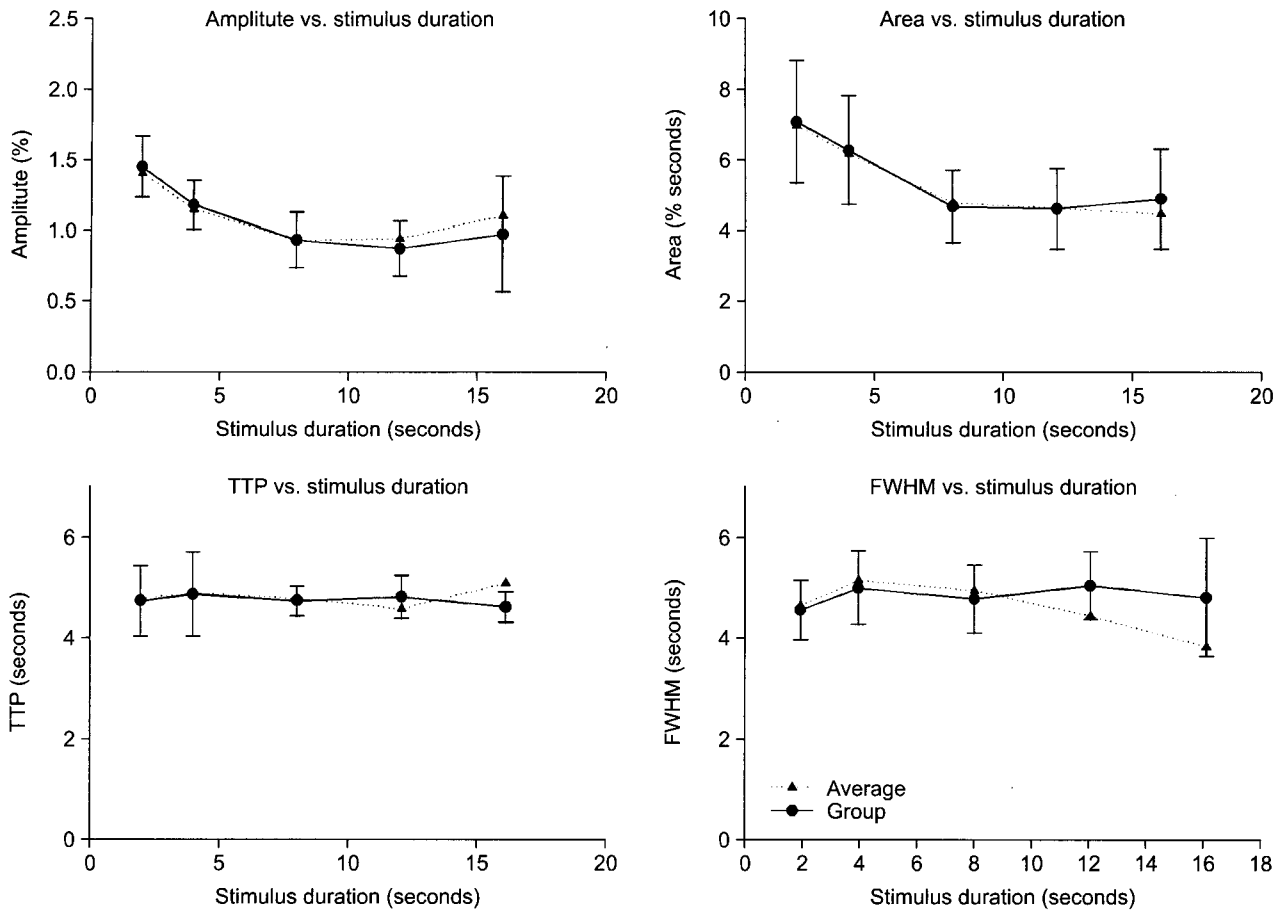 Amplitute vs. stimulus duration
2.5
2.0
1.5
1.0
0.5
0.0
Amplitute (%)
0 5 10 15 20
Stimulus duration (seconds)
Area vs. stimulus duration
10
8
6
4
2
0
Area (% seconds)
0 5 10 15 20
Stimulus duration (seconds)
TTP vs. stimulus duration
6
4
2
0
TTP (seconds)
0 5 10 15 20
Stimulus duration (seconds)
FWHM vs. stimulus duration
6
4
2
0
FWHM (seconds)
Average
Group
0 2 4 6 8 10 12 14 16 18
Stimulus duration (seconds)